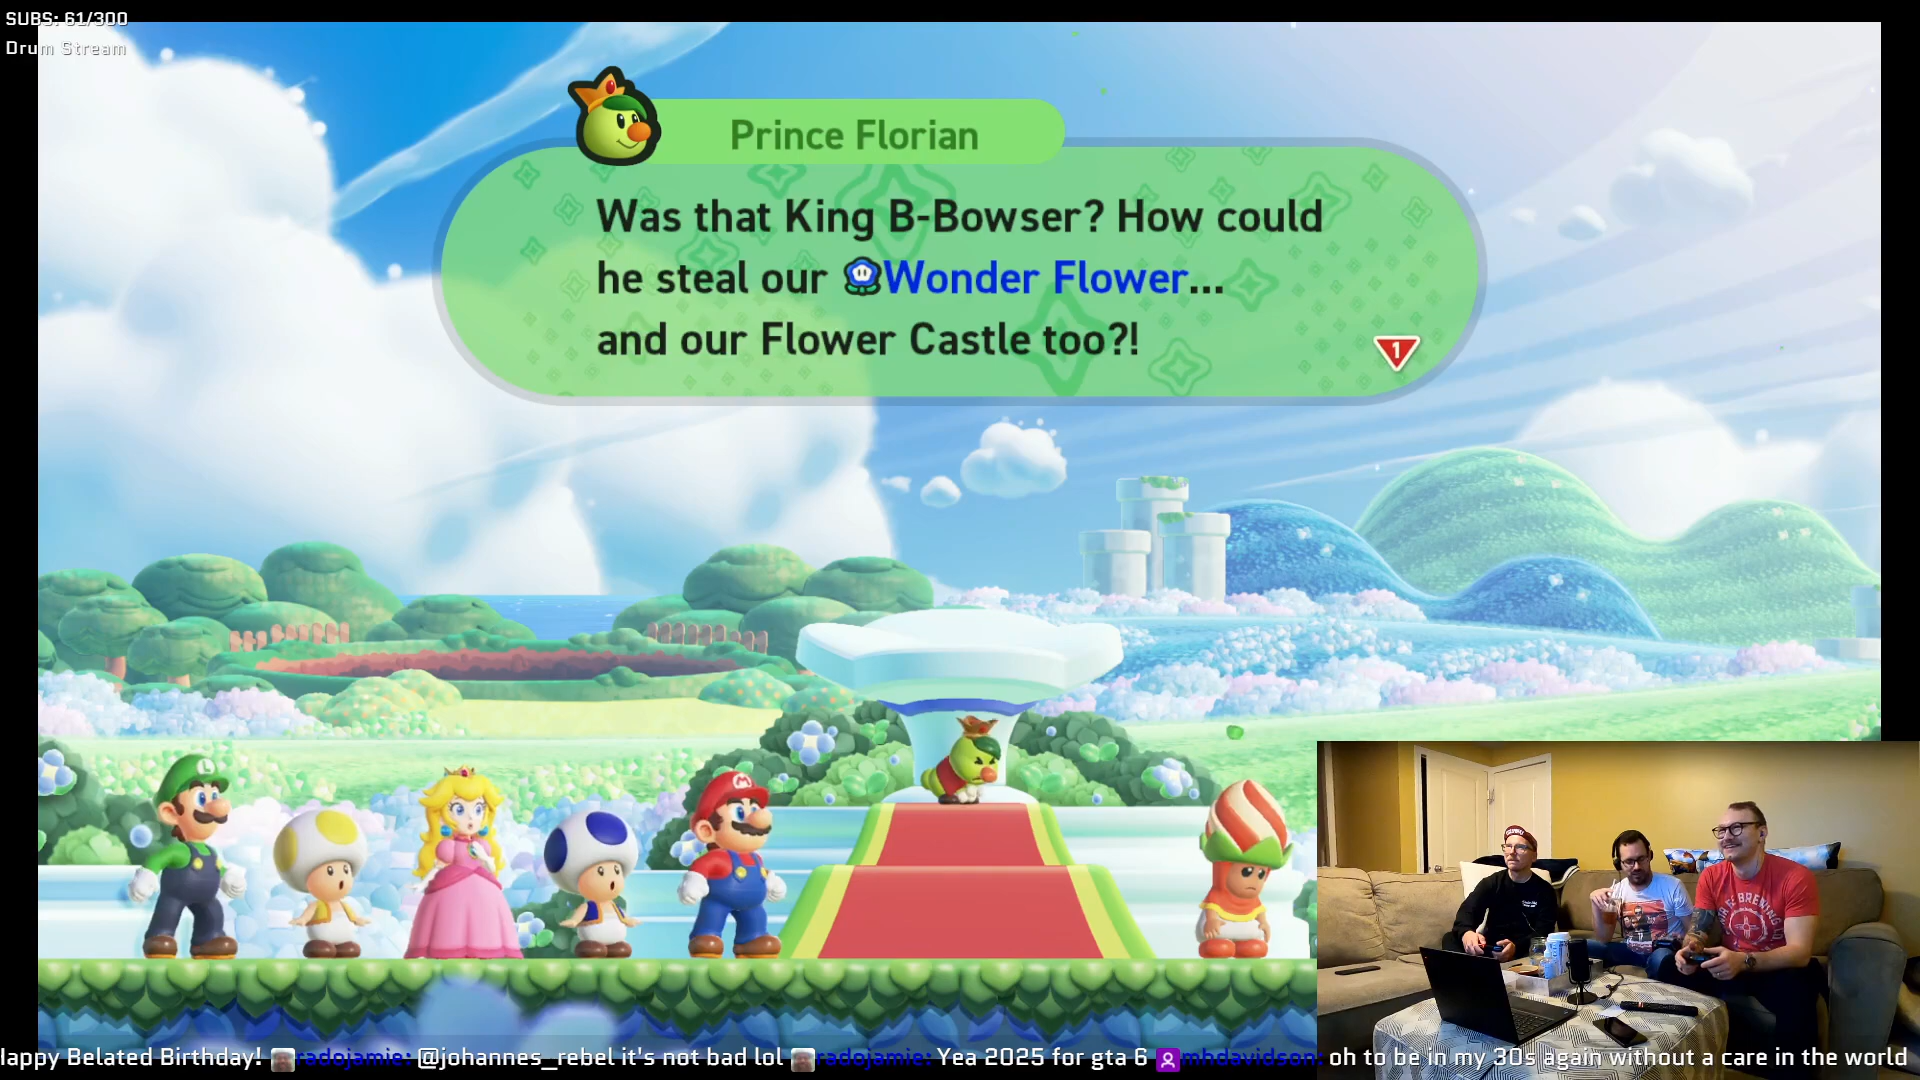 SUBS: 61/300
Drum Stream
Prince Florian
Was that King B-Bowser? How could
he steal our Wonder Flower...
and our Flower Castle too?!
1
L
M
BREWING
Happy Belated Birthday! radojamie: @johannes_rebel it's not bad lol radojamie: Yea 2025 for gta 6 mhdavidson: oh to be in my 30s again without a care in the world